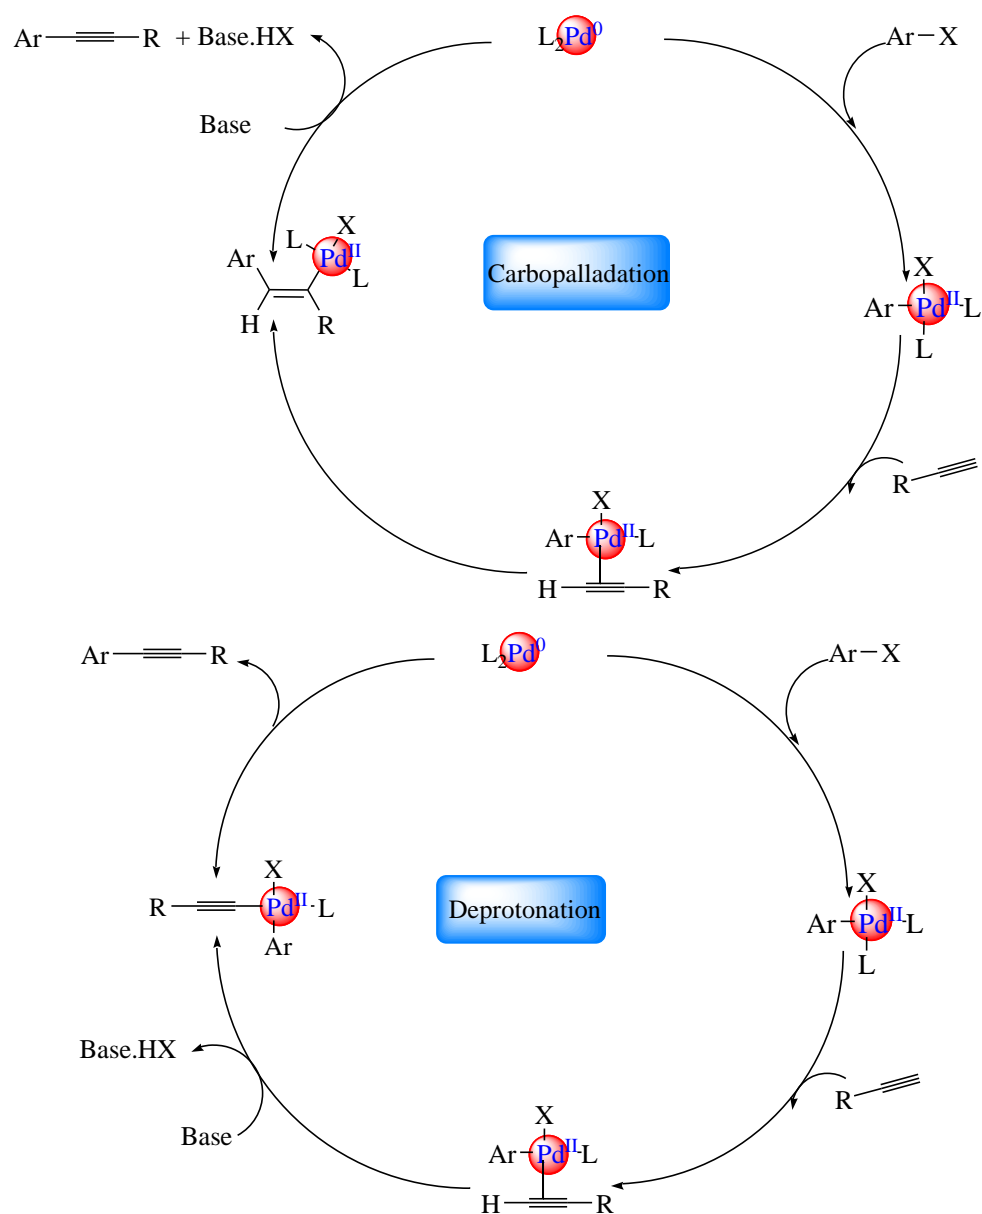 Ar R + Base.HX
L₂Pd⁰
Ar–X
Base
X
L
Pd^II
L
Ar
H
R
Carbopalladation
X
Ar–Pd^II–L
L
R
X
Ar–Pd^II–L
H R
Ar R
L₂Pd⁰
Ar–X
X
R Pd^II–L
Ar
Deprotonation
X
Ar–Pd^II–L
L
Base.HX
Base
R
X
Ar–Pd^II–L
H R